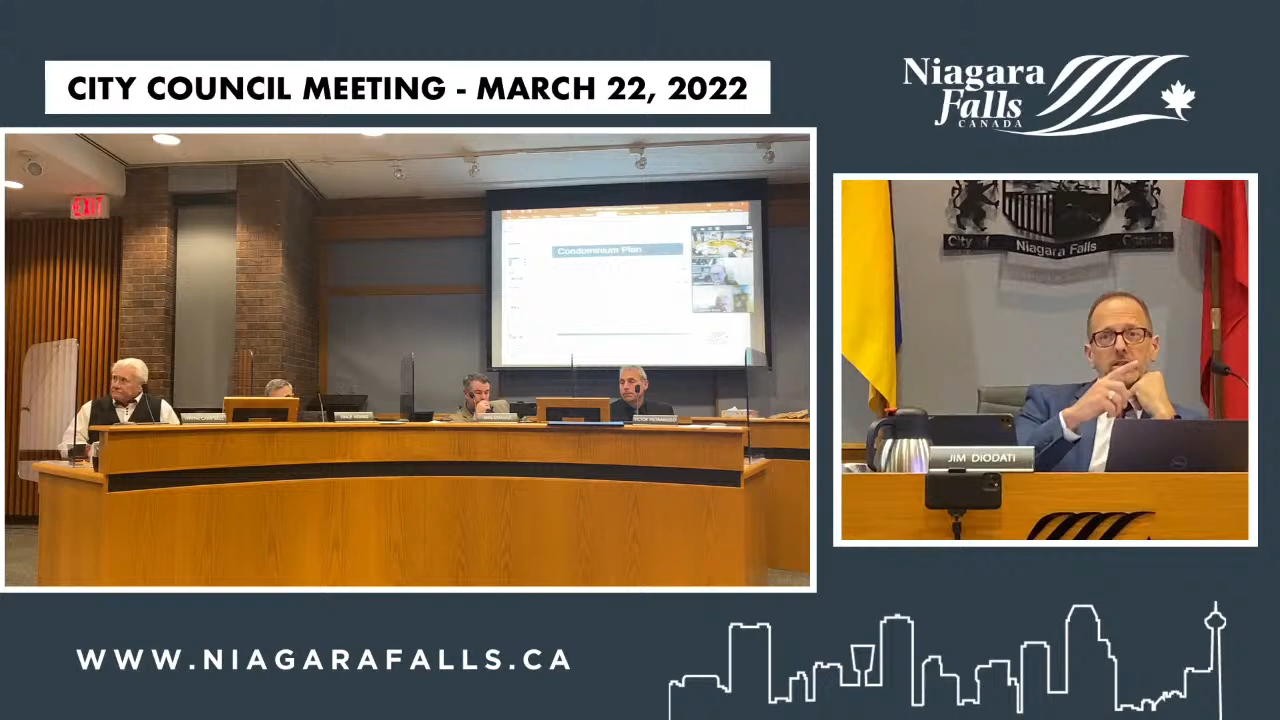 CITY COUNCIL MEETING - MARCH 22, 2022
Niagara
Falls
CANADA
EXIT
Condominium Plan
City of Niagara Falls Canada
JIM DIODATI
WWW.NIAGARAFALLS.CA